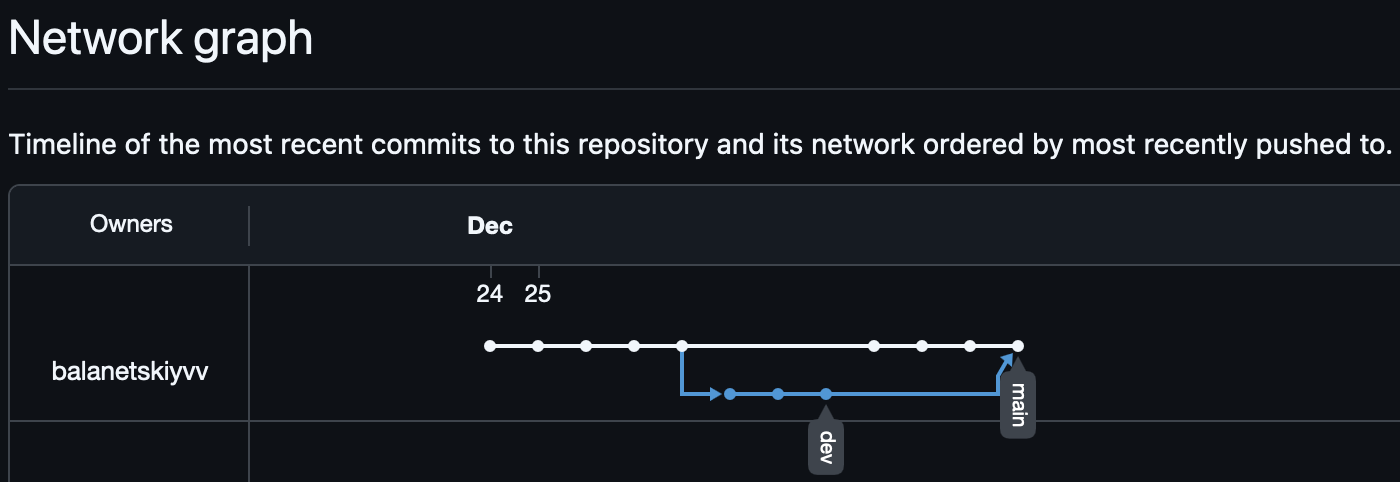 Network graph
Timeline of the most recent commits to this repository and its network ordered by most recently pushed to.
Owners
Dec
24 25
balanetskiyvv
main
dev